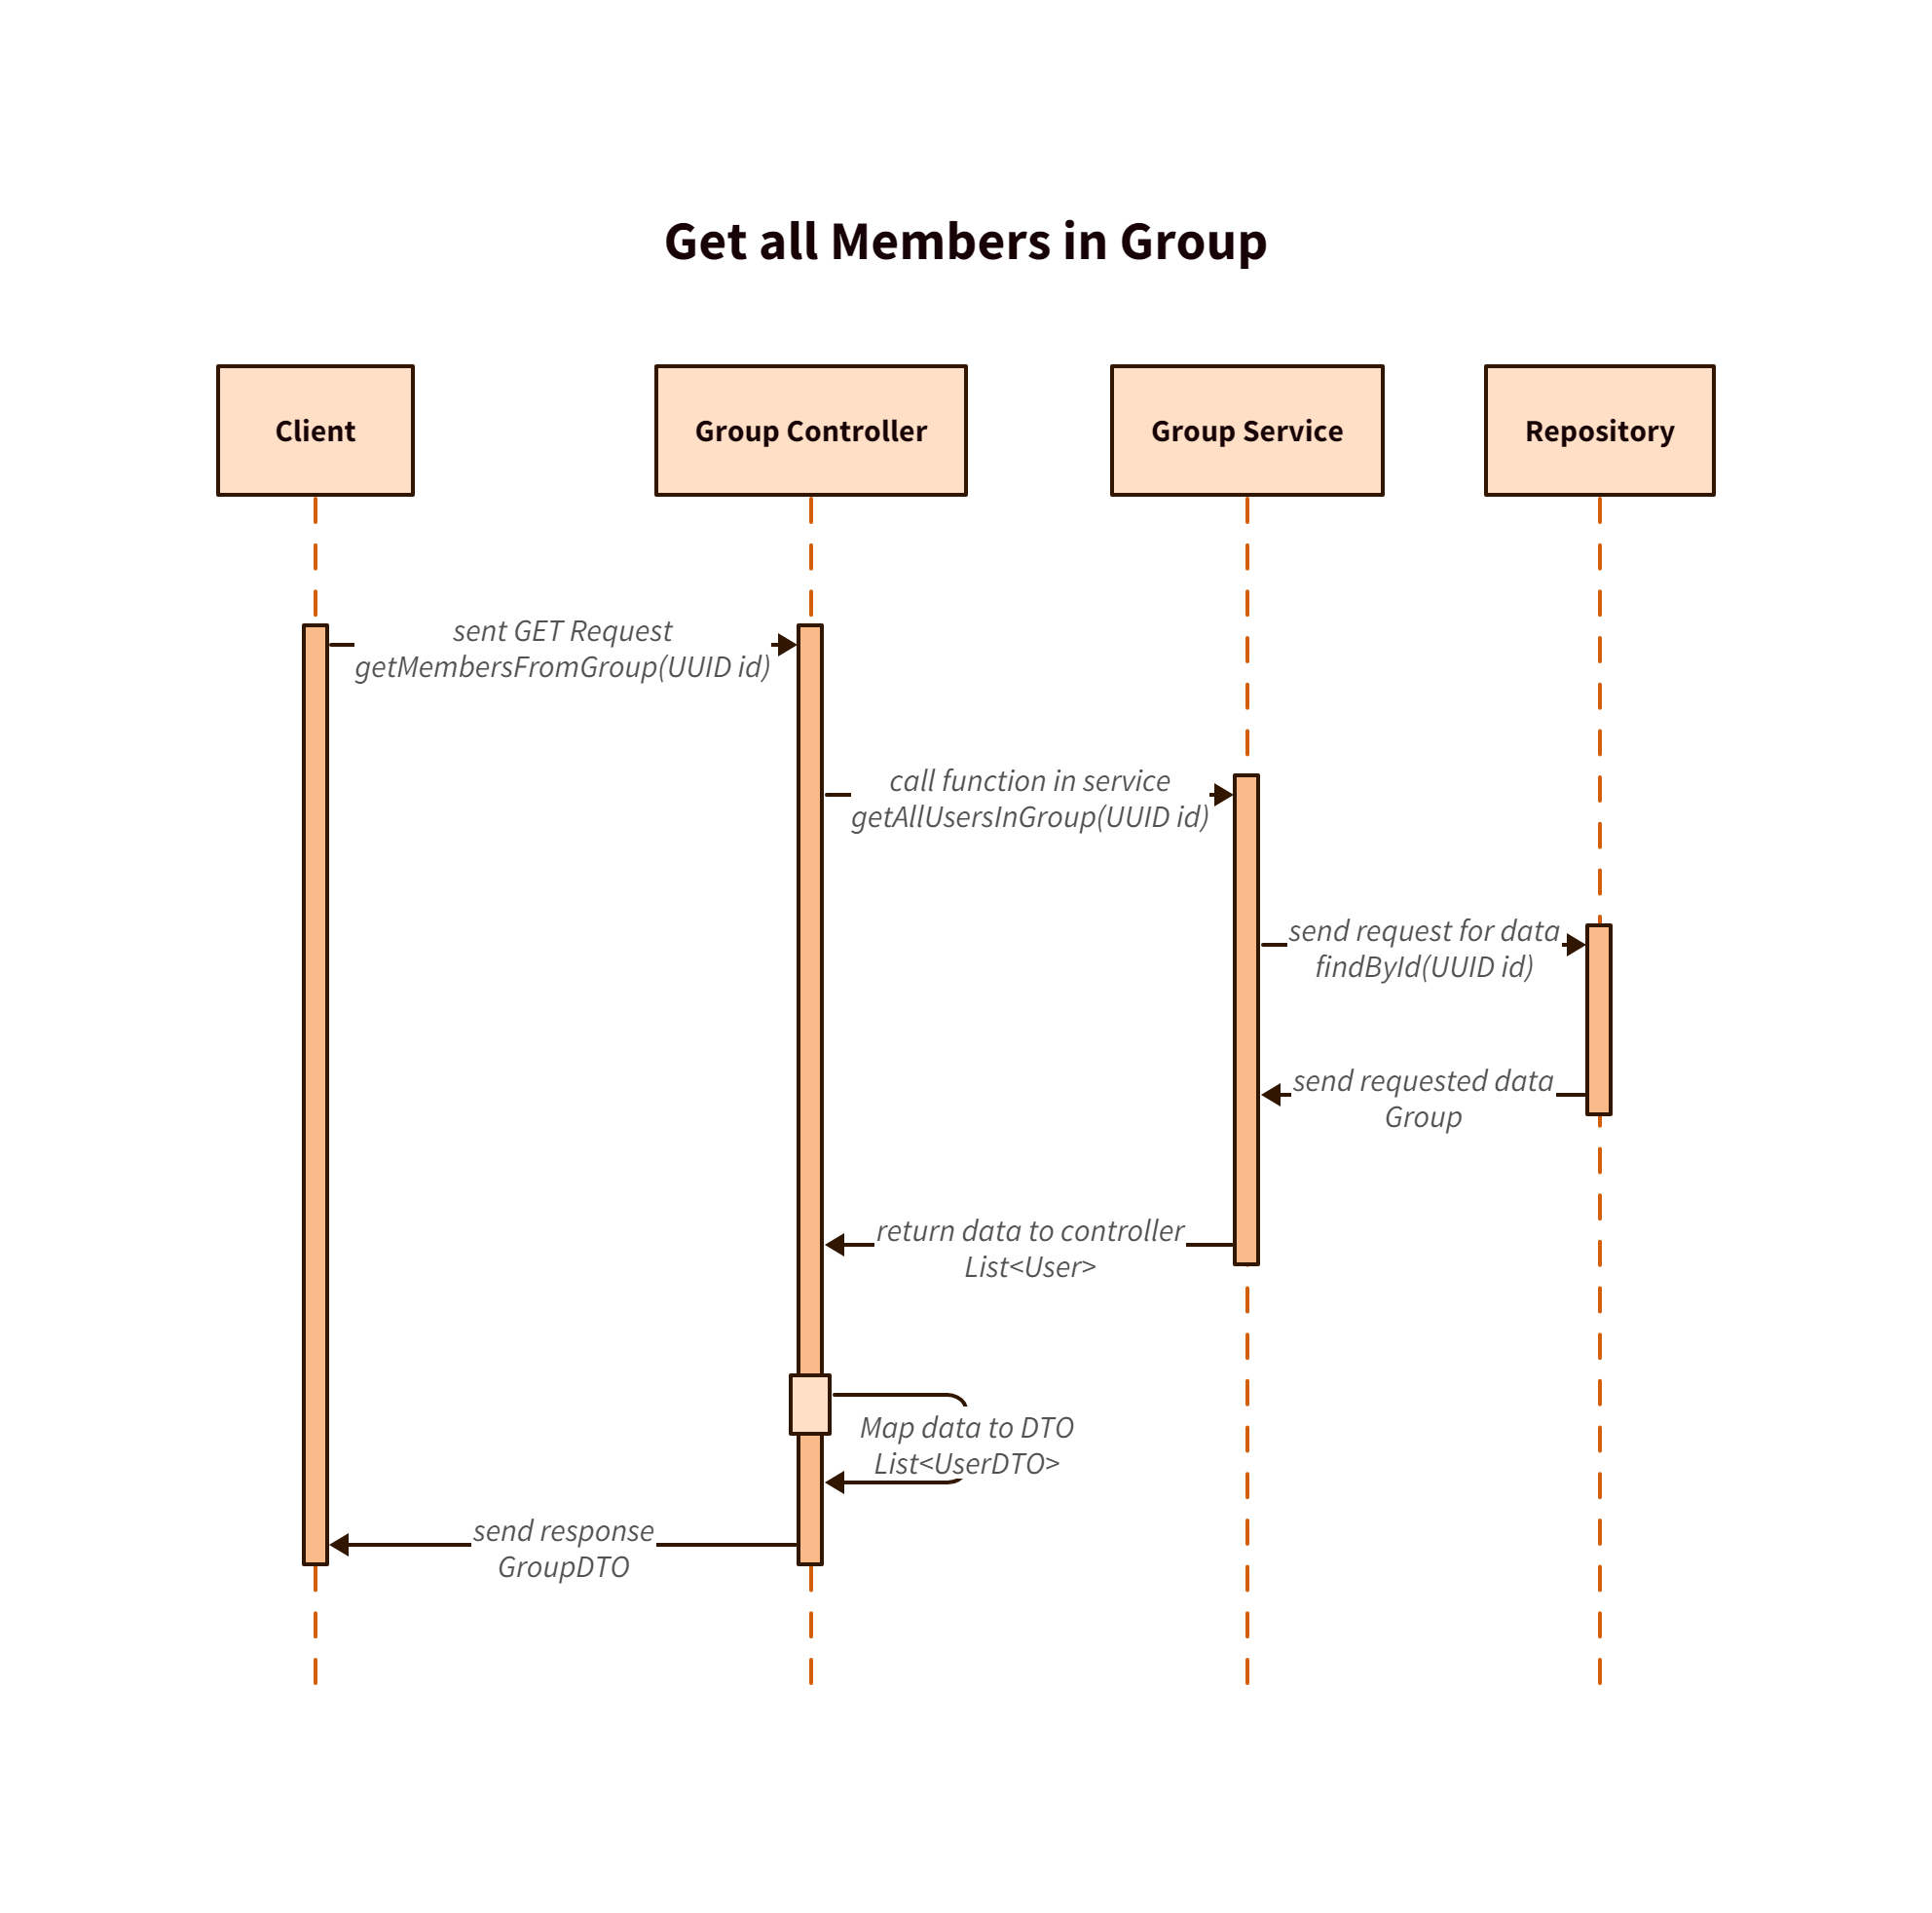 Get all Members in Group
Client
Group Controller
Group Service
Repository
sent GET Request
getMembersFromGroup(UUID id)
call function in service
getAllUsersInGroup(UUID id)
send request for data
findById(UUID id)
send requested data
Group
return data to controller
List<User>
Map data to DTO
List<UserDTO>
send response
GroupDTO